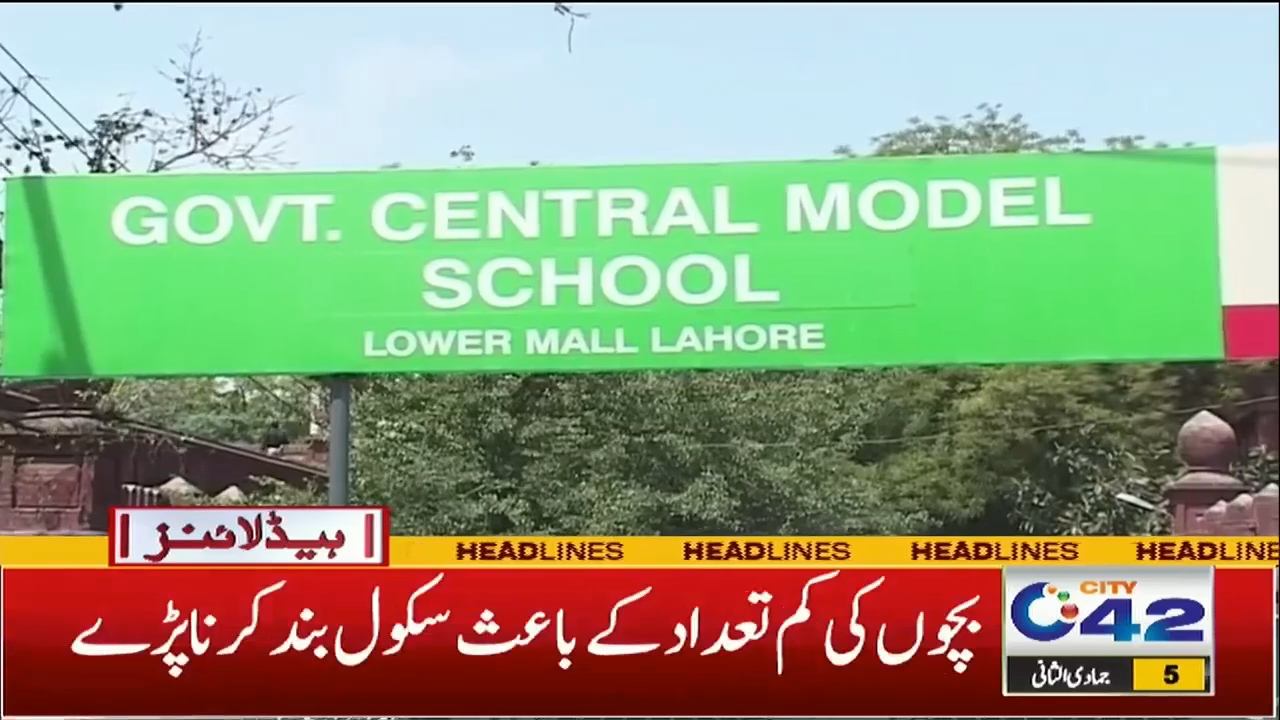 GOVT. CENTRAL MODEL
SCHOOL
LOWER MALL LAHORE
ہیڈلائنز
HEADLINES HEADLINES HEADLINES HEADLINE
بچوں کی کم تعداد کے باعث سکول بند کرنا پڑے
CITY
42
جمادی الثانی 5